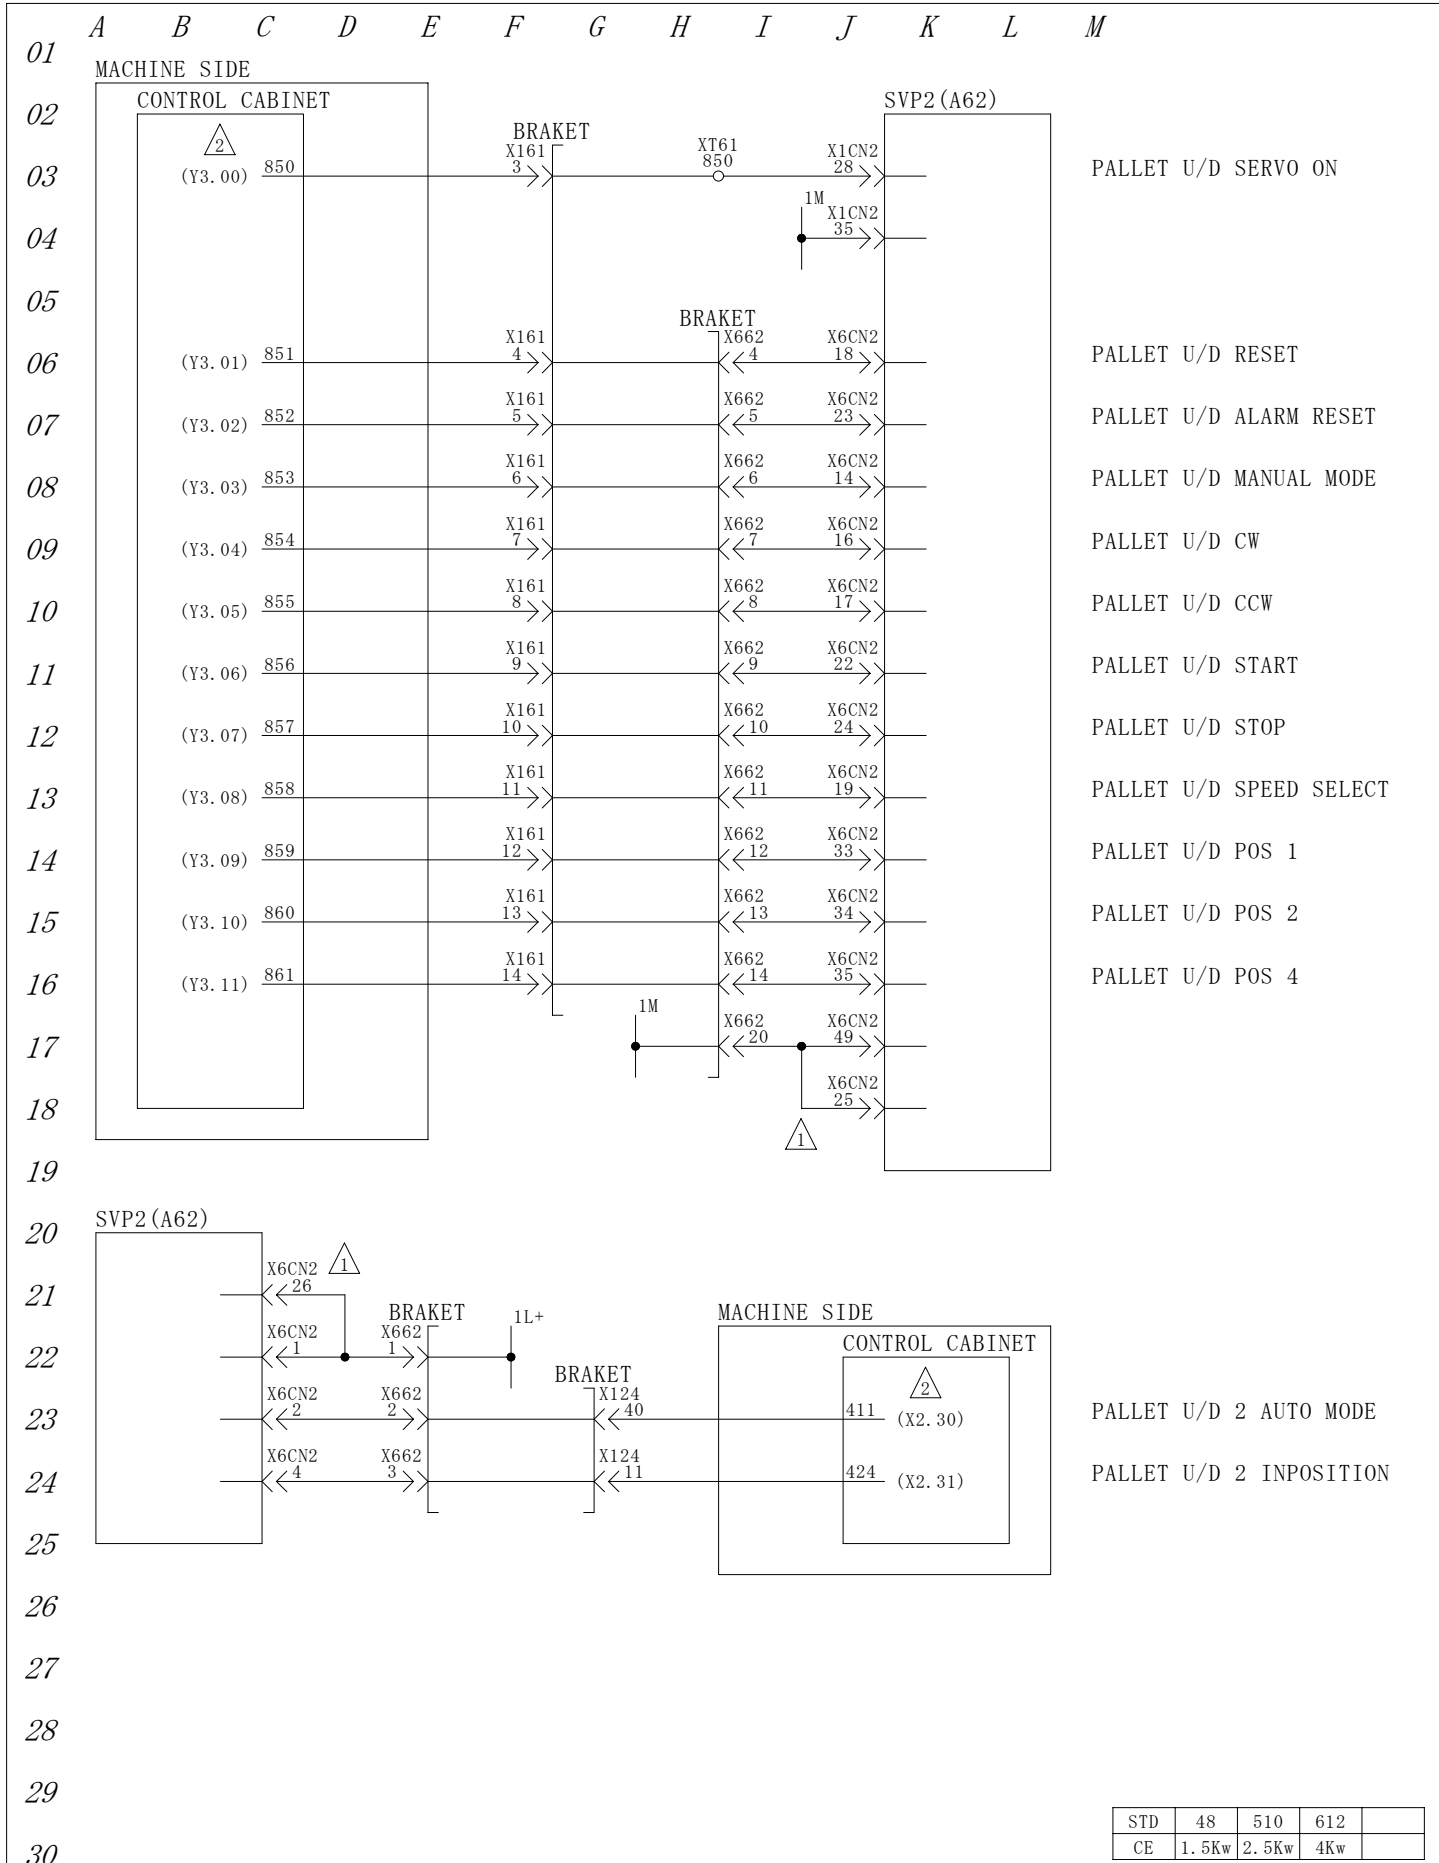 A B C D E F G H I J K L M
01
MACHINE SIDE
02 CONTROL CABINET SVP2(A62)
2 BRAKET
X161 XT61 X1CN2
03 (Y3.00) 850 3 850 28 PALLET U/D SERVO ON
1M X1CN2
04 35
05
BRAKET
X161 X662 X6CN2
06 (Y3.01) 851 4 4 18 PALLET U/D RESET
X161 X662 X6CN2
07 (Y3.02) 852 5 5 23 PALLET U/D ALARM RESET
X161 X662 X6CN2
08 (Y3.03) 853 6 6 14 PALLET U/D MANUAL MODE
X161 X662 X6CN2
09 (Y3.04) 854 7 7 16 PALLET U/D CW
X161 X662 X6CN2
10 (Y3.05) 855 8 8 17 PALLET U/D CCW
X161 X662 X6CN2
11 (Y3.06) 856 9 9 22 PALLET U/D START
X161 X662 X6CN2
12 (Y3.07) 857 10 10 24 PALLET U/D STOP
X161 X662 X6CN2
13 (Y3.08) 858 11 11 19 PALLET U/D SPEED SELECT
X161 X662 X6CN2
14 (Y3.09) 859 12 12 33 PALLET U/D POS 1
X161 X662 X6CN2
15 (Y3.10) 860 13 13 34 PALLET U/D POS 2
X161 X662 X6CN2
16 (Y3.11) 861 14 14 35 PALLET U/D POS 4
1M X662 X6CN2
17 20 49
X6CN2
18 25
1
19
20 SVP2(A62)
X6CN2 1
21 26
BRAKET 1L+ MACHINE SIDE
X6CN2 X662 CONTROL CABINET
22 1 1
BRAKET 2
X6CN2 X662 X124
23 2 2 40 411 (X2.30) PALLET U/D 2 AUTO MODE
X6CN2 X662 X124
24 4 3 11 424 (X2.31) PALLET U/D 2 INPOSITION
25
26
27
28
29
STD 48 510 612
30 CE 1.5Kw 2.5Kw 4Kw